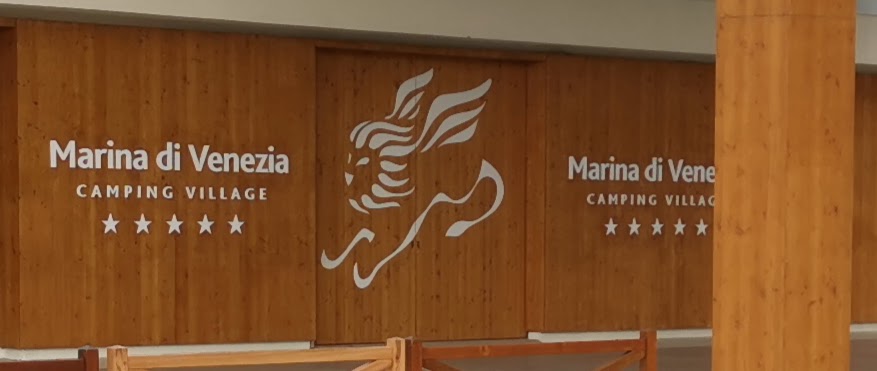 Marina di Venezia
CAMPING VILLAGE
★★★★★
Marina di Vene
CAMPING VILLAG
★★★★★